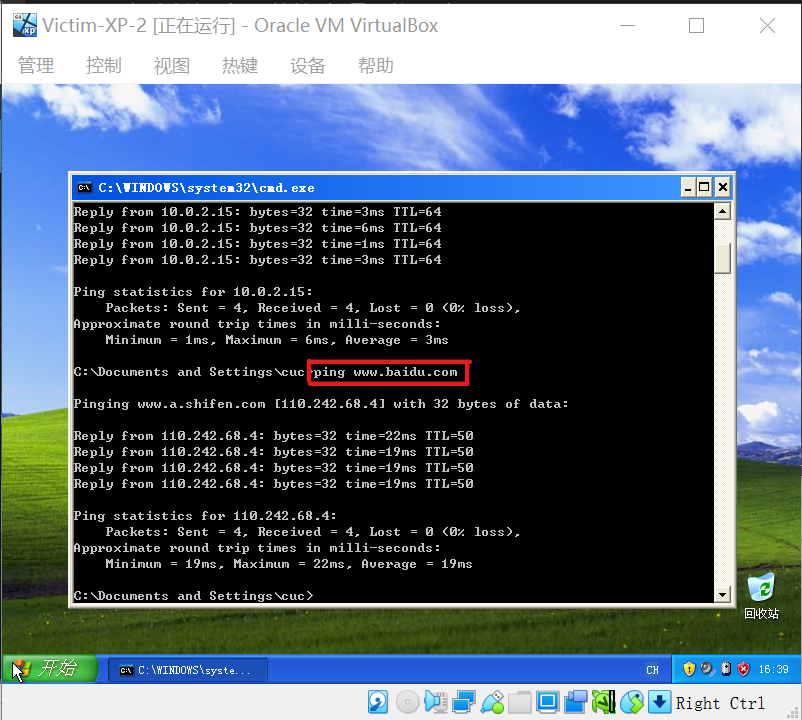 Victim-XP-2 [正在运行] - Oracle VM VirtualBox
管理 控制 视图 热键 设备 帮助
C:\WINDOWS\system32\cmd.exe
Reply from 10.0.2.15: bytes=32 time=3ms TTL=64
Reply from 10.0.2.15: bytes=32 time=6ms TTL=64
Reply from 10.0.2.15: bytes=32 time=1ms TTL=64
Reply from 10.0.2.15: bytes=32 time=3ms TTL=64
Ping statistics for 10.0.2.15:
Packets: Sent = 4, Received = 4, Lost = 0 (0% loss),
Approximate round trip times in milli-seconds:
Minimum = 1ms, Maximum = 6ms, Average = 3ms
C:\Documents and Settings\cuc>ping www.baidu.com
Pinging www.a.shifen.com [110.242.68.4] with 32 bytes of data:
Reply from 110.242.68.4: bytes=32 time=22ms TTL=50
Reply from 110.242.68.4: bytes=32 time=19ms TTL=50
Reply from 110.242.68.4: bytes=32 time=19ms TTL=50
Reply from 110.242.68.4: bytes=32 time=19ms TTL=50
Ping statistics for 110.242.68.4:
Packets: Sent = 4, Received = 4, Lost = 0 (0% loss),
Approximate round trip times in milli-seconds:
Minimum = 19ms, Maximum = 22ms, Average = 19ms
C:\Documents and Settings\cuc>
回收站
开始 C:\WINDOWS\syste... CH 16:39
Right Ctrl